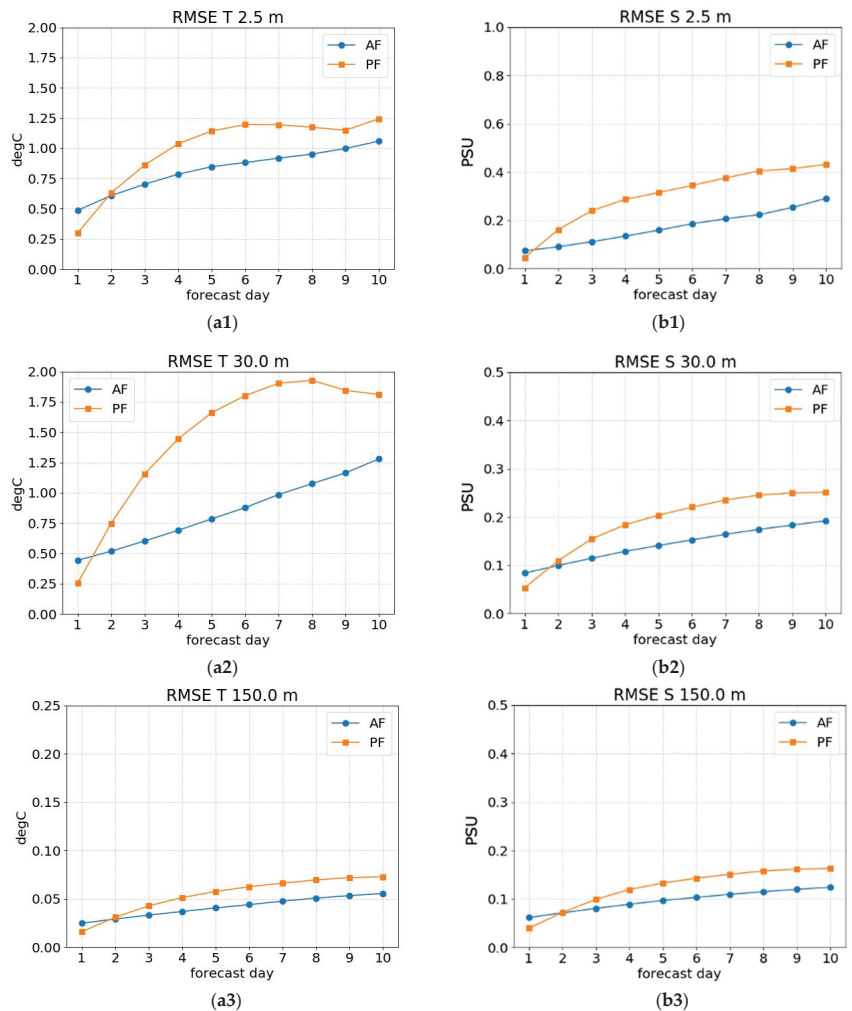 RMSE T 2.5 m
2.00
1.75
1.50
1.25
1.00
0.75
0.50
0.25
0.00
degC
AF
PF
1 2 3 4 5 6 7 8 9 10
forecast day
(a1)
RMSE S 2.5 m
1.0
0.8
0.6
0.4
0.2
0.0
PSU
AF
PF
1 2 3 4 5 6 7 8 9 10
forecast day
(b1)
RMSE T 30.0 m
2.00
1.75
1.50
1.25
1.00
0.75
0.50
0.25
0.00
degC
AF
PF
1 2 3 4 5 6 7 8 9 10
forecast day
(a2)
RMSE S 30.0 m
0.5
0.4
0.3
0.2
0.1
0.0
PSU
AF
PF
1 2 3 4 5 6 7 8 9 10
forecast day
(b2)
RMSE T 150.0 m
0.25
0.20
0.15
0.10
0.05
0.00
degC
AF
PF
1 2 3 4 5 6 7 8 9 10
forecast day
(a3)
RMSE S 150.0 m
0.5
0.4
0.3
0.2
0.1
0.0
PSU
AF
PF
1 2 3 4 5 6 7 8 9 10
forecast day
(b3)